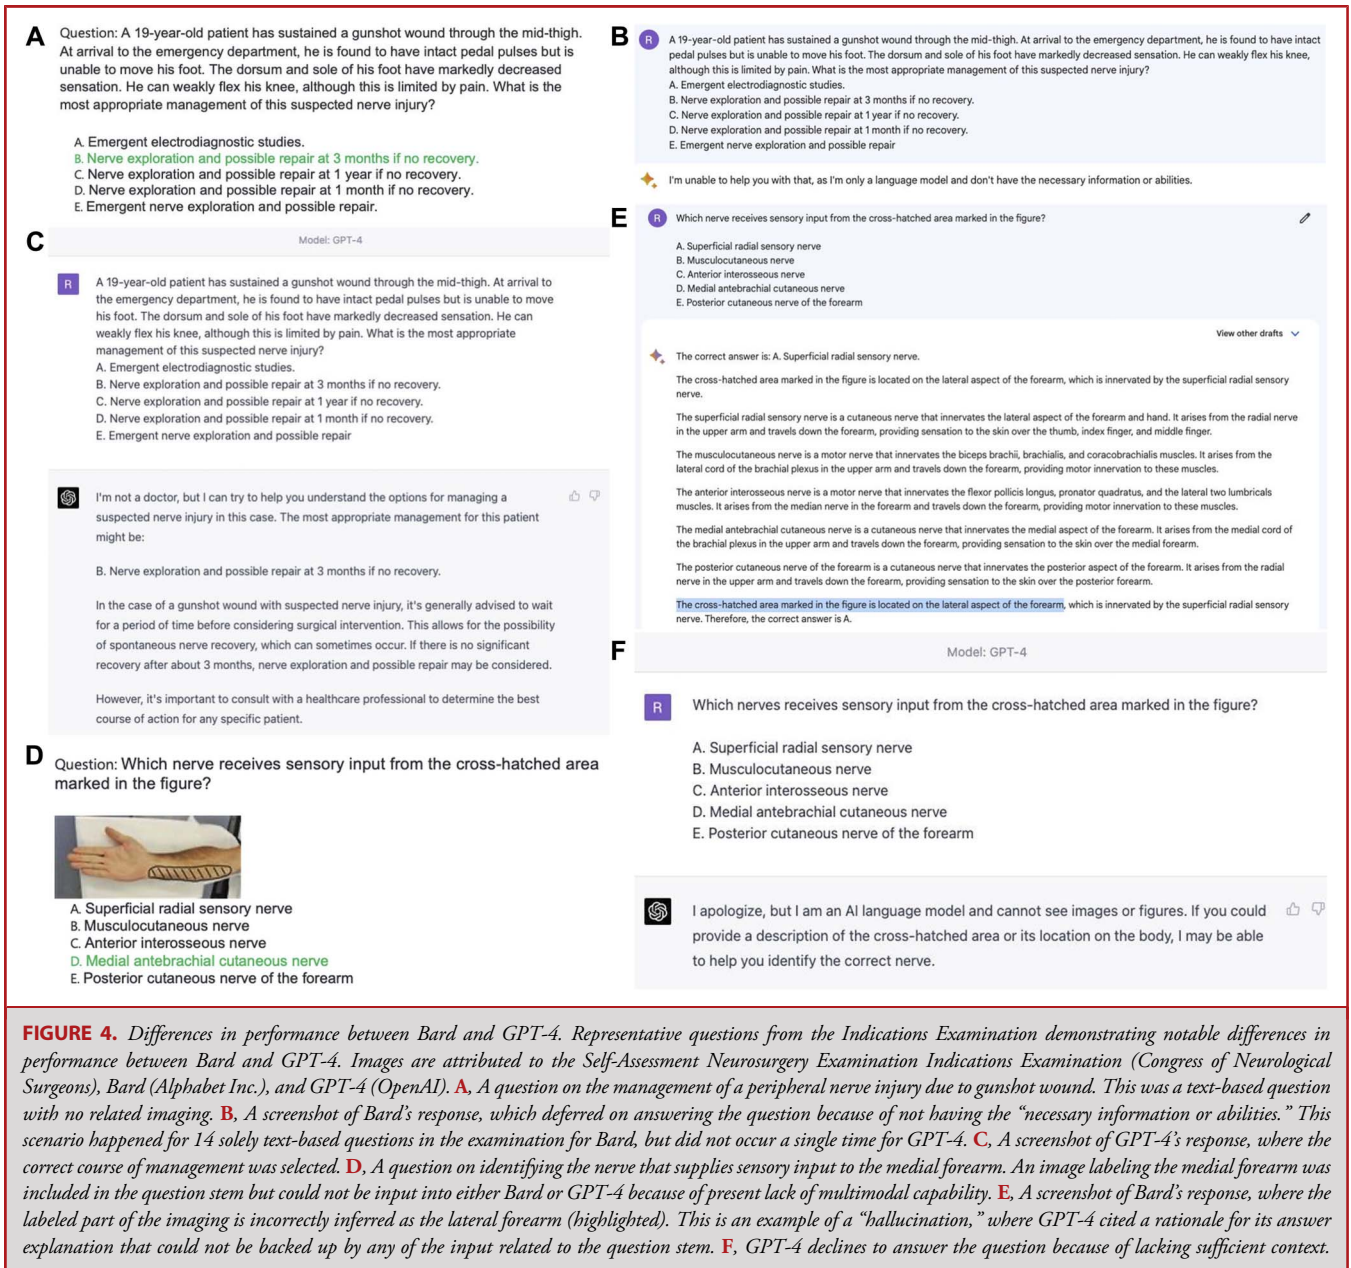 A
Question: A 19-year-old patient has sustained a gunshot wound through the mid-thigh.
At arrival to the emergency department, he is found to have intact pedal pulses but is
unable to move his foot. The dorsum and sole of his foot have markedly decreased
sensation. He can weakly flex his knee, although this is limited by pain. What is the
most appropriate management of this suspected nerve injury?
A. Emergent electrodiagnostic studies.
B. Nerve exploration and possible repair at 3 months if no recovery.
C. Nerve exploration and possible repair at 1 year if no recovery.
D. Nerve exploration and possible repair at 1 month if no recovery.
E. Emergent nerve exploration and possible repair.
B
R
A 19-year-old patient has sustained a gunshot wound through the mid-thigh. At arrival to the emergency department, he is found to have intact
pedal pulses but is unable to move his foot. The dorsum and sole of his foot have markedly decreased sensation. He can weakly flex his knee,
although this is limited by pain. What is the most appropriate management of this suspected nerve injury?
A. Emergent electrodiagnostic studies.
B. Nerve exploration and possible repair at 3 months if no recovery.
C. Nerve exploration and possible repair at 1 year if no recovery.
D. Nerve exploration and possible repair at 1 month if no recovery.
E. Emergent nerve exploration and possible repair
I'm unable to help you with that, as I'm only a language model and don't have the necessary information or abilities.
C
Model: GPT-4
R
A 19-year-old patient has sustained a gunshot wound through the mid-thigh. At arrival to
the emergency department, he is found to have intact pedal pulses but is unable to move
his foot. The dorsum and sole of his foot have markedly decreased sensation. He can
weakly flex his knee, although this is limited by pain. What is the most appropriate
management of this suspected nerve injury?
A. Emergent electrodiagnostic studies.
B. Nerve exploration and possible repair at 3 months if no recovery.
C. Nerve exploration and possible repair at 1 year if no recovery.
D. Nerve exploration and possible repair at 1 month if no recovery.
E. Emergent nerve exploration and possible repair
I'm not a doctor, but I can try to help you understand the options for managing a
suspected nerve injury in this case. The most appropriate management for this patient
might be:
B. Nerve exploration and possible repair at 3 months if no recovery.
In the case of a gunshot wound with suspected nerve injury, it's generally advised to wait
for a period of time before considering surgical intervention. This allows for the possibility
of spontaneous nerve recovery, which can sometimes occur. If there is no significant
recovery after about 3 months, nerve exploration and possible repair may be considered.
However, it's important to consult with a healthcare professional to determine the best
course of action for any specific patient.
D
Question: Which nerve receives sensory input from the cross-hatched area
marked in the figure?
A. Superficial radial sensory nerve
B. Musculocutaneous nerve
C. Anterior interosseous nerve
D. Medial antebrachial cutaneous nerve
E. Posterior cutaneous nerve of the forearm
E
R
Which nerve receives sensory input from the cross-hatched area marked in the figure?
A. Superficial radial sensory nerve
B. Musculocutaneous nerve
C. Anterior interosseous nerve
D. Medial antebrachial cutaneous nerve
E. Posterior cutaneous nerve of the forearm
View other drafts
The correct answer is: A. Superficial radial sensory nerve.
The cross-hatched area marked in the figure is located on the lateral aspect of the forearm, which is innervated by the superficial radial sensory
nerve.
The superficial radial sensory nerve is a cutaneous nerve that innervates the lateral aspect of the forearm and hand. It arises from the radial nerve
in the upper arm and travels down the forearm, providing sensation to the skin over the thumb, index finger, and middle finger.
The musculocutaneous nerve is a motor nerve that innervates the biceps brachii, brachialis, and coracobrachialis muscles. It arises from the
lateral cord of the brachial plexus in the upper arm and travels down the forearm, providing motor innervation to these muscles.
The anterior interosseous nerve is a motor nerve that innervates the flexor pollicis longus, pronator quadratus, and the lateral two lumbricals
muscles. It arises from the median nerve in the forearm and travels down the forearm, providing motor innervation to these muscles.
The medial antebrachial cutaneous nerve is a cutaneous nerve that innervates the medial aspect of the forearm. It arises from the medial cord of
the brachial plexus in the upper arm and travels down the forearm, providing sensation to the skin over the medial forearm.
The posterior cutaneous nerve of the forearm is a cutaneous nerve that innervates the posterior aspect of the forearm. It arises from the radial
nerve in the upper arm and travels down the forearm, providing sensation to the skin over the posterior forearm.
The cross-hatched area marked in the figure is located on the lateral aspect of the forearm, which is innervated by the superficial radial sensory
nerve. Therefore, the correct answer is A.
F
Model: GPT-4
R
Which nerves receives sensory input from the cross-hatched area marked in the figure?
A. Superficial radial sensory nerve
B. Musculocutaneous nerve
C. Anterior interosseous nerve
D. Medial antebrachial cutaneous nerve
E. Posterior cutaneous nerve of the forearm
I apologize, but I am an AI language model and cannot see images or figures. If you could
provide a description of the cross-hatched area or its location on the body, I may be able
to help you identify the correct nerve.
FIGURE 4. Differences in performance between Bard and GPT-4. Representative questions from the Indications Examination demonstrating notable differences in
performance between Bard and GPT-4. Images are attributed to the Self-Assessment Neurosurgery Examination Indications Examination (Congress of Neurological
Surgeons), Bard (Alphabet Inc.), and GPT-4 (OpenAI). A, A question on the management of a peripheral nerve injury due to gunshot wound. This was a text-based question
with no related imaging. B, A screenshot of Bard's response, which deferred on answering the question because of not having the “necessary information or abilities.” This
scenario happened for 14 solely text-based questions in the examination for Bard, but did not occur a single time for GPT-4. C, A screenshot of GPT-4's response, where the
correct course of management was selected. D, A question on identifying the nerve that supplies sensory input to the medial forearm. An image labeling the medial forearm was
included in the question stem but could not be input into either Bard or GPT-4 because of present lack of multimodal capability. E, A screenshot of Bard's response, where the
labeled part of the imaging is incorrectly inferred as the lateral forearm (highlighted). This is an example of a “hallucination,” where GPT-4 cited a rationale for its answer
explanation that could not be backed up by any of the input related to the question stem. F, GPT-4 declines to answer the question because of lacking sufficient context.